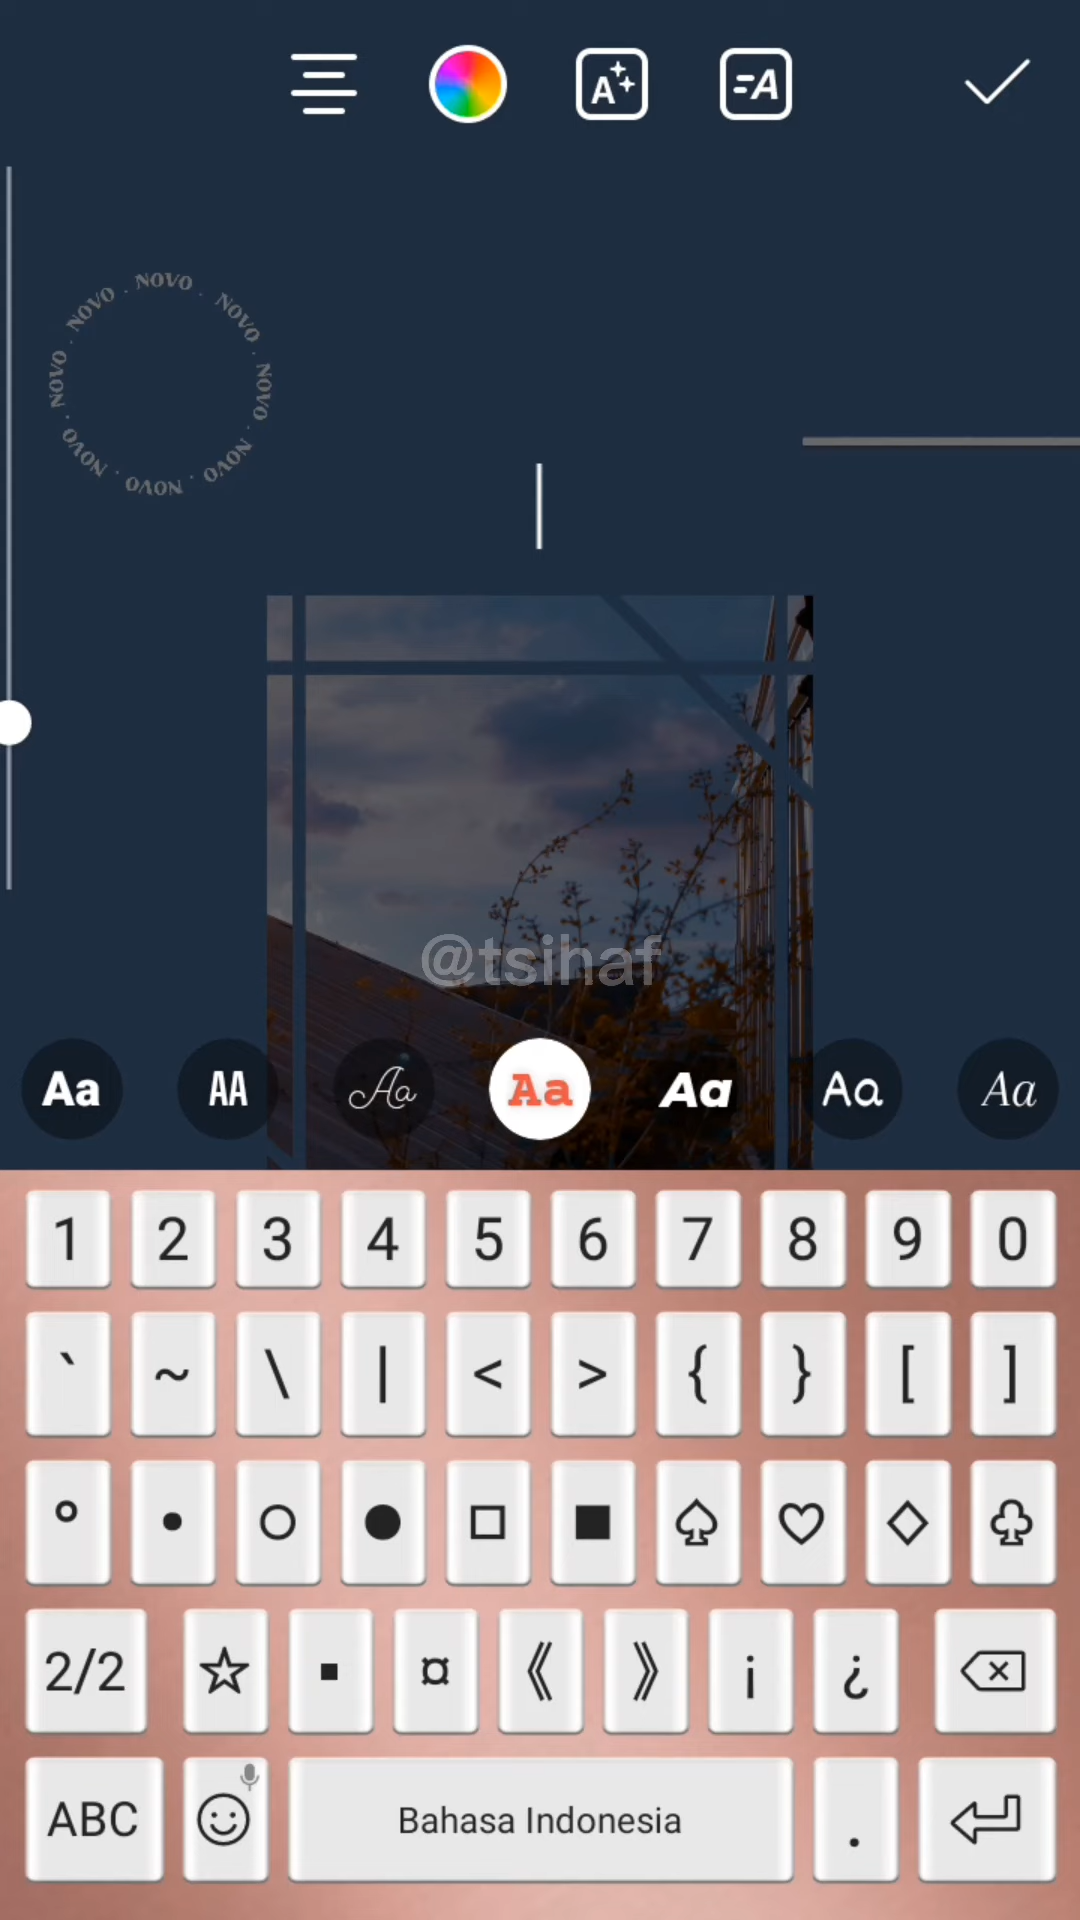 A
=A
NOVO . NOVO . NOVO . NOVO . NOVO . NOVO . NOVO . NOVO .
@tsihaf
Aa AA Aa Aa Aa Aa Aa
1 2 3 4 5 6 7 8 9 0
` ~ \ | < > { } [ ]
° • ○ ● □ ■ ♤ ♡ ◇ ♧
2/2 ☆ ▪ ¤ 《 》 ¡ ¿
ABC Bahasa Indonesia .